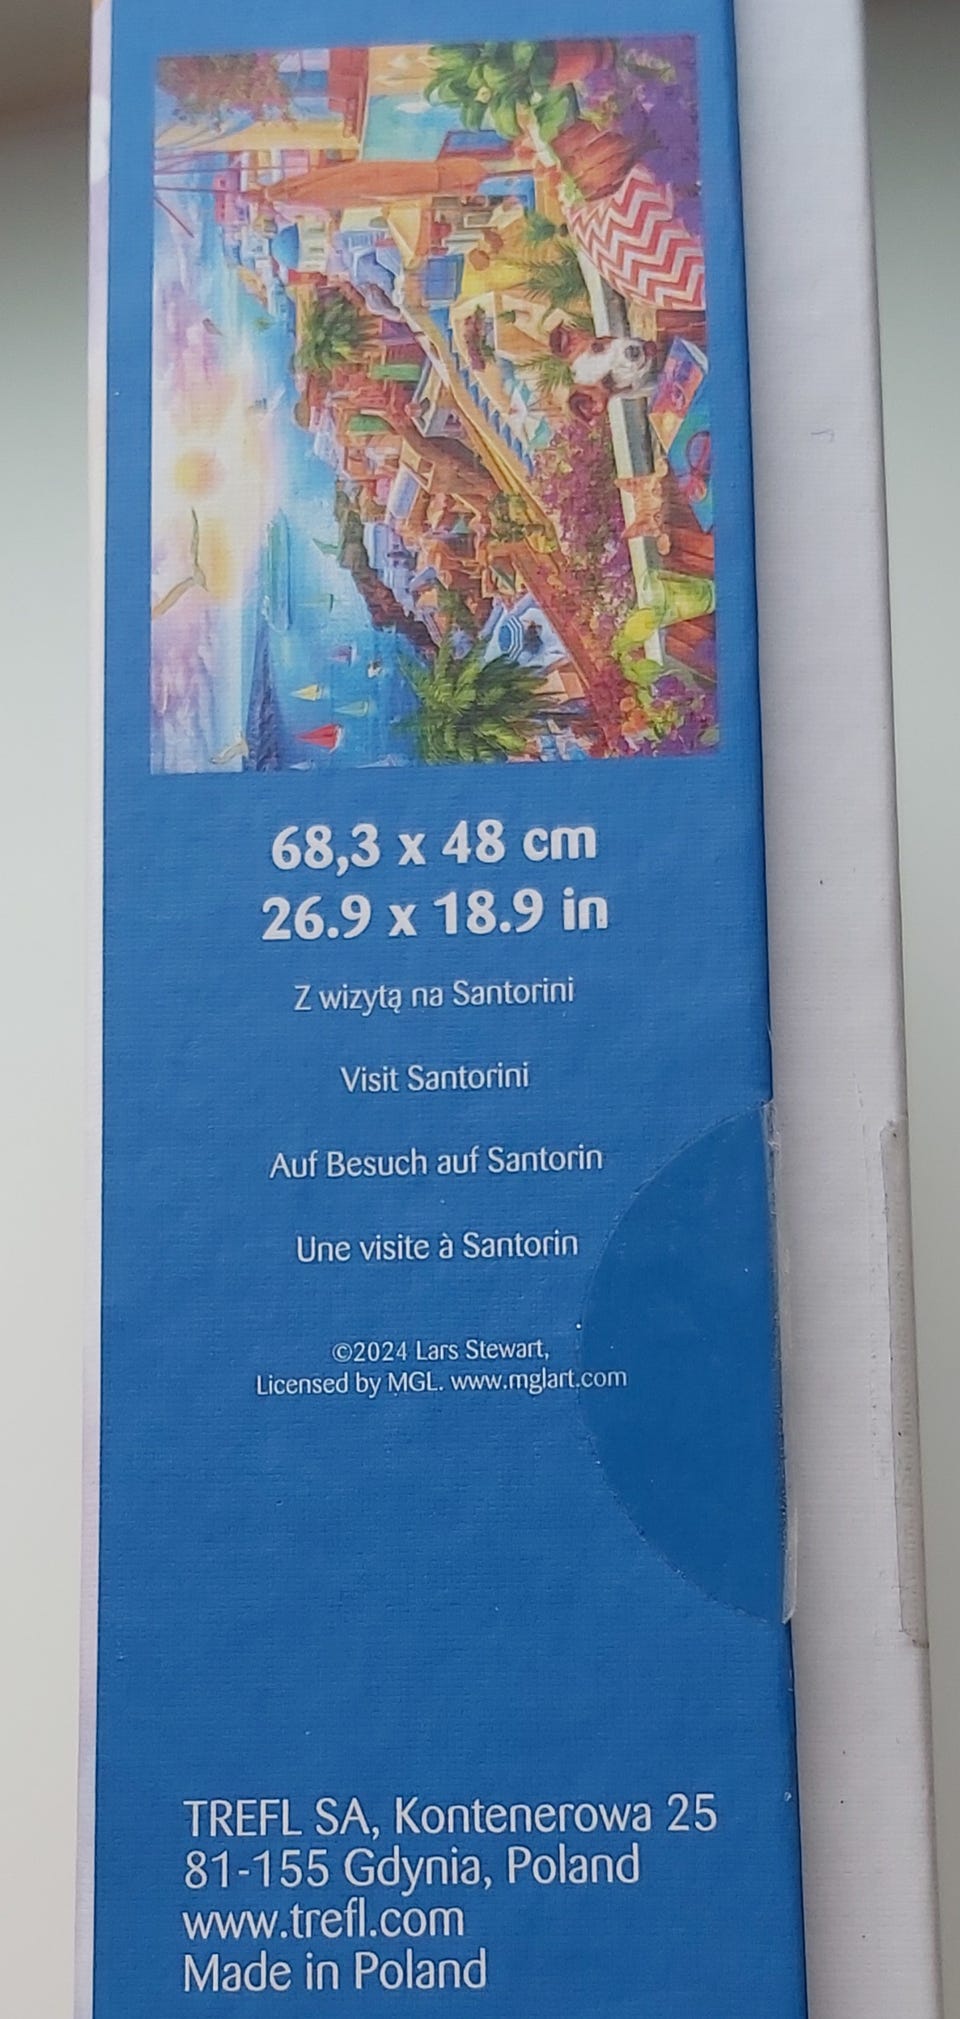 68,3 x 48 cm
26.9 x 18.9 in
Z wizytą na Santorini
Visit Santorini
Auf Besuch auf Santorin
Une visite à Santorin
©2024 Lars Stewart,
Licensed by MGL. www.mglart.com
TREFL SA, Kontenerowa 25
81-155 Gdynia, Poland
www.trefl.com
Made in Poland